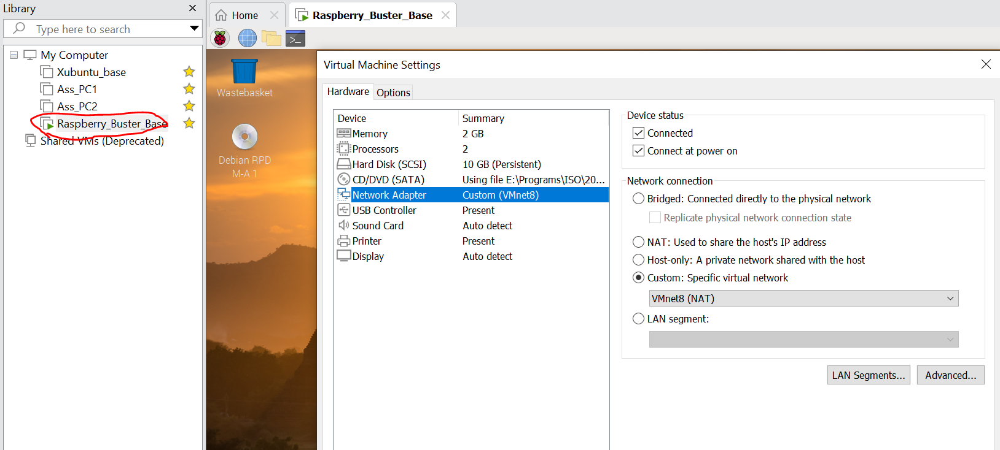 Library
Type here to search
My Computer
Xubuntu_base
Ass_PC1
Ass_PC2
Raspberry_Buster_Base
Shared VMs (Deprecated)
Home
Raspberry_Buster_Base
>_
Wastebasket
Debian RPD
M-A 1
Virtual Machine Settings
Hardware
Options
Device Summary
Memory 2 GB
Processors 2
Hard Disk (SCSI) 10 GB (Persistent)
CD/DVD (SATA) Using file E:\Programs\ISO\20...
Network Adapter Custom (VMnet8)
USB Controller Present
Sound Card Auto detect
Printer Present
Display Auto detect
Device status
Connected
Connect at power on
Network connection
Bridged: Connected directly to the physical network
Replicate physical network connection state
NAT: Used to share the host's IP address
Host-only: A private network shared with the host
Custom: Specific virtual network
VMnet8 (NAT)
LAN segment:
LAN Segments...
Advanced...